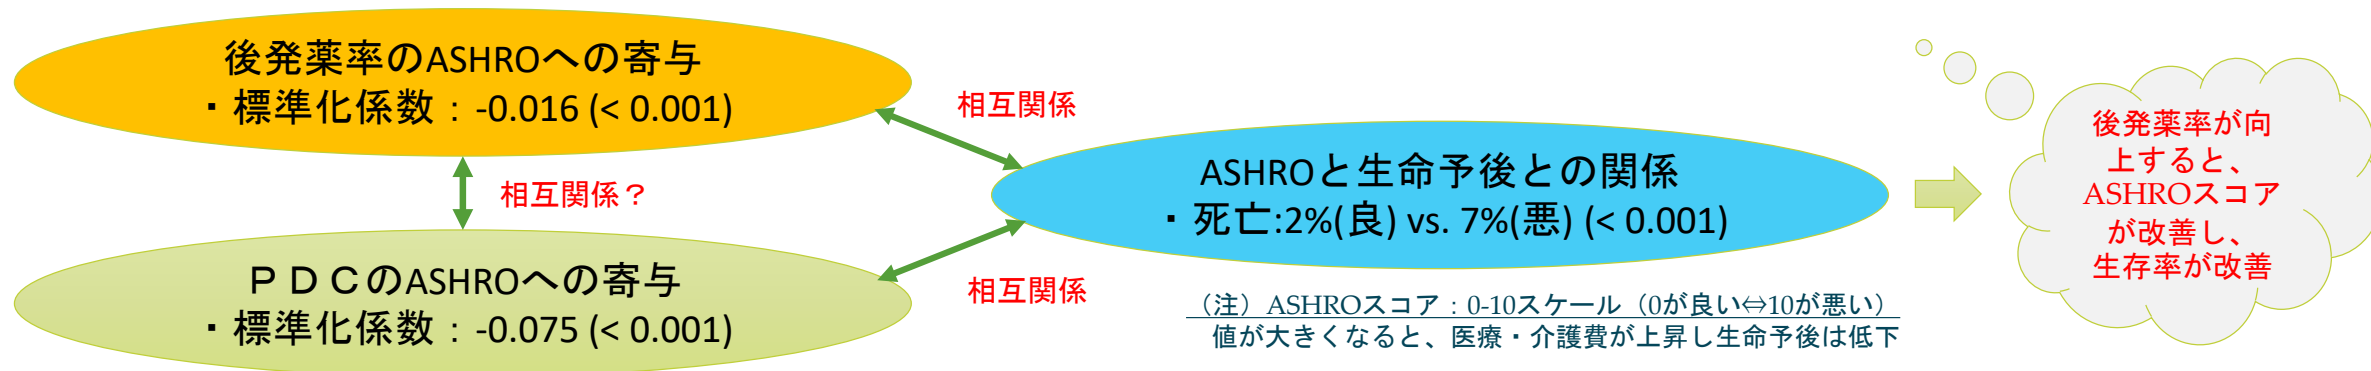 後発薬率のASHROへの寄与
・標準化係数：-0.016 (< 0.001)
相互関係
相互関係？
ＰＤＣのASHROへの寄与
・標準化係数：-0.075 (< 0.001)
相互関係
ASHROと生命予後との関係
・死亡:2%(良) vs. 7%(悪) (< 0.001)
（注）ASHROスコア：0-10スケール（0が良い⇔10が悪い）
値が大きくなると、医療・介護費が上昇し生命予後は低下
後発薬率が向
上すると、
ASHROスコア
が改善し、
生存率が改善